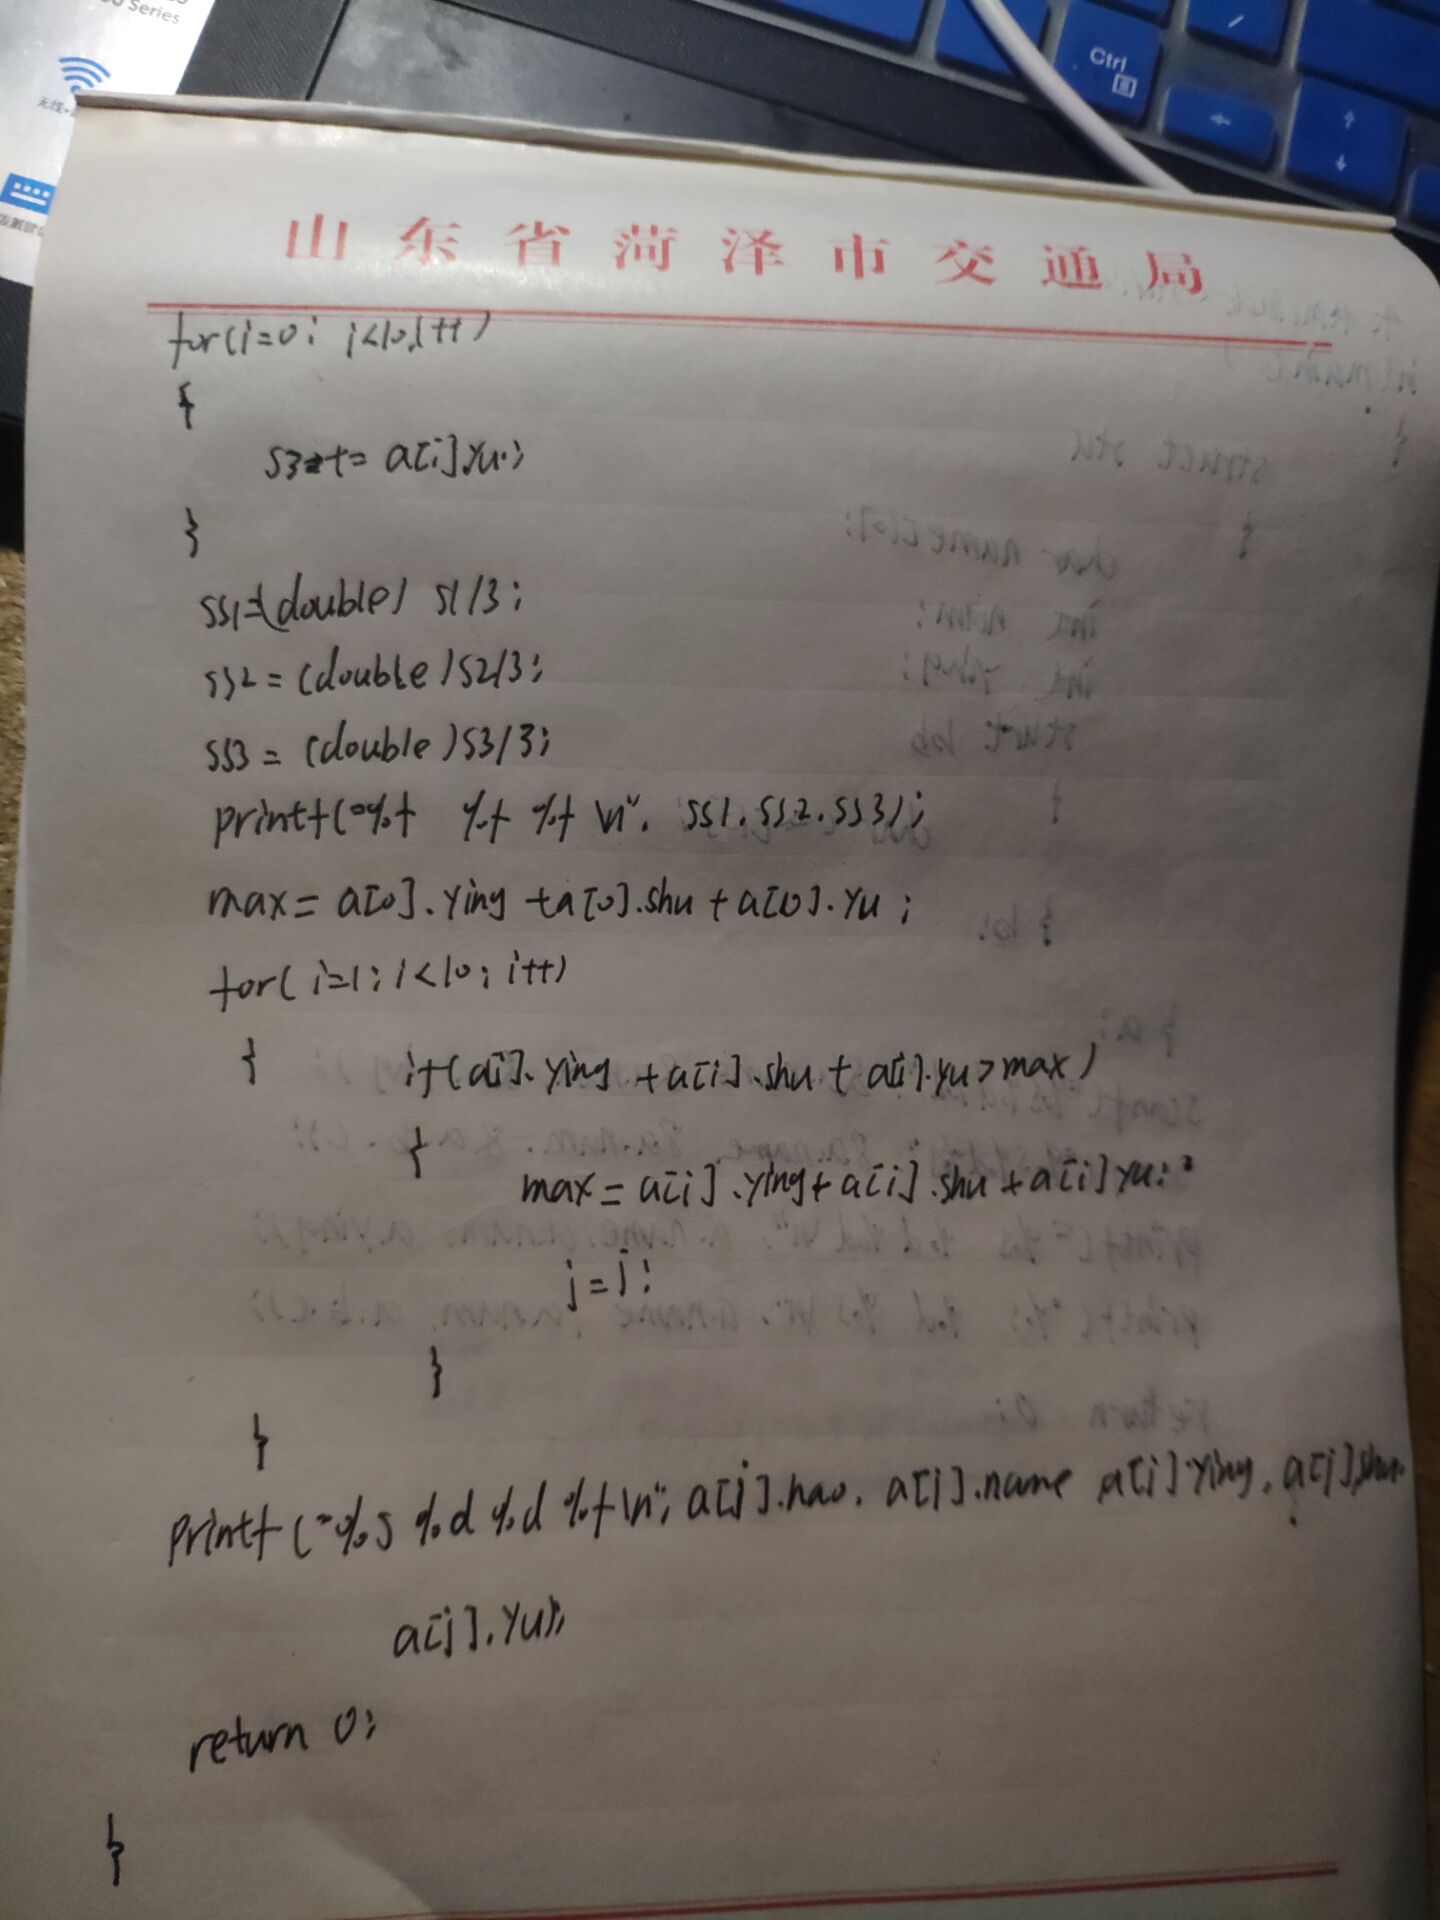 Series
Ctrl
山东省菏泽市交通局
for(i=0; i<10,i++)
{
s3+= a[i].yu;
}
ss1=(double) s1/3;
ss2=(double)s2/3;
ss3=(double)s3/3;
printf("%f %f %f \n", ss1.ss2.ss3);
max=a[0].ying+a[0].shu+a[0].yu;
for(i=1;i<10;i++)
{ if(a[i].ying+a[i].shu+a[i].yu>max)
{
max=a[i].ying+a[i].shu+a[i]yu;
j=i;
}
}
printf("%s %d %d %f\n", a[j].hao, a[j].name a[j].ying, a[j].shu
a[j].yu);
return 0;
}